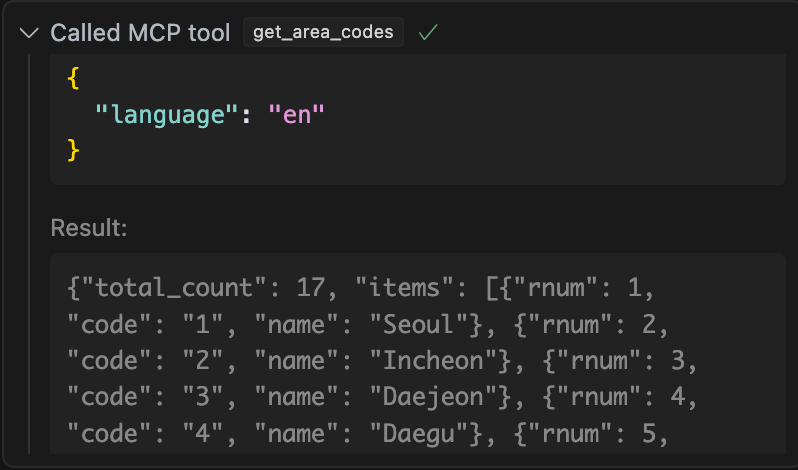 Called MCP tool get_area_codes
{
"language": "en"
}
Result:
{"total_count": 17, "items": [{"rnum": 1,
"code": "1", "name": "Seoul"}, {"rnum": 2,
"code": "2", "name": "Incheon"}, {"rnum": 3,
"code": "3", "name": "Daejeon"}, {"rnum": 4,
"code": "4", "name": "Daegu"}, {"rnum": 5,